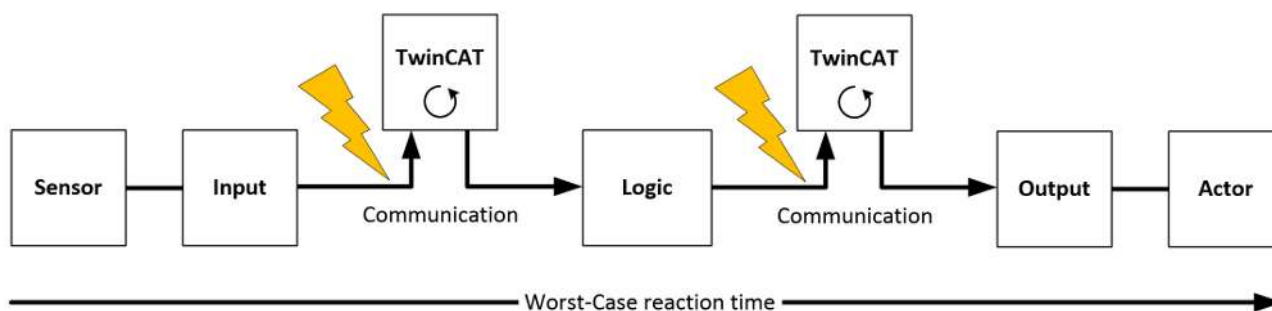 TwinCAT
TwinCAT
Sensor
Input
Logic
Output
Actor
Communication
Communication
Worst-Case reaction time